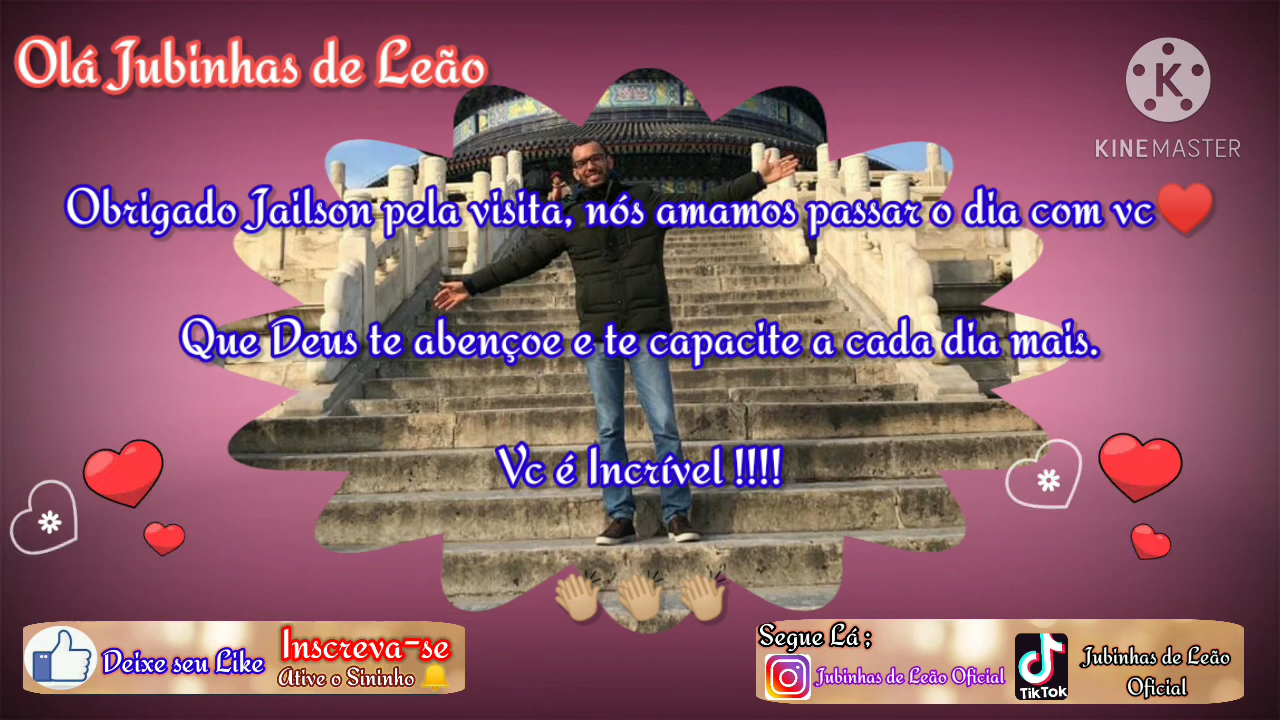 Olá Jubinhas de Leão
KINEMASTER
Obrigado Jailson pela visita, nós amamos passar o dia com vc❤️
Que Deus te abençoe e te capacite a cada dia mais.
Vc é Incrível !!!!
👏🏼👏🏼👏🏼
Deixe seu Like
Inscreva-se
Ative o Sininho 🔔
Segue Lá ;
Jubinhas de Leão Oficial
TikTok
Jubinhas de Leão
Oficial